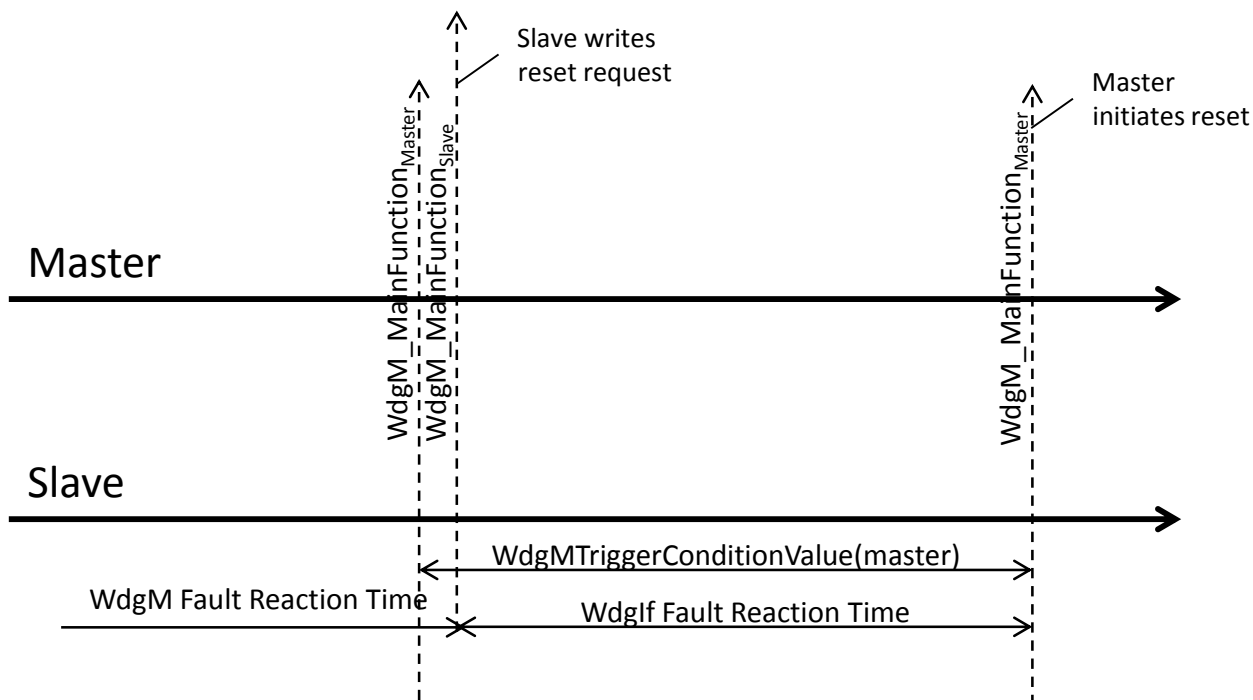 Slave writes
reset request
Master
initiates reset
WdgM_MainFunctionMaster
WdgM_MainFunctionSlave
WdgM_MainFunctionMaster
Master
Slave
WdgMTriggerConditionValue(master)
WdgM Fault Reaction Time
WdgIf Fault Reaction Time